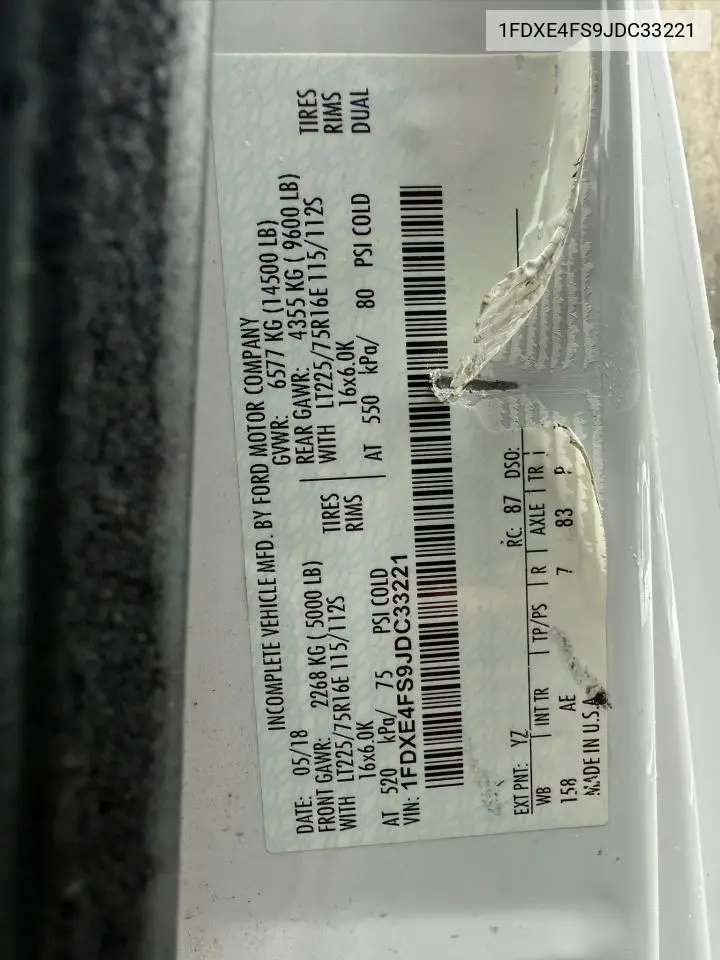 1FDXE4FS9JDC33221
INCOMPLETE VEHICLE MFD. BY FORD MOTOR COMPANY
DATE: 05/18 GVWR: 6577 KG (14500 LB)
FRONT GAWR: 2268 KG ( 5000 LB) REAR GAWR: 4355 KG ( 9600 LB)
WITH LT225/75R16E 115/112S TIRES WITH LT225/75R16E 115/112S TIRES
16x6.0K RIMS 16x6.0K RIMS
AT 520 kPa/ 75 PSI COLD AT 550 kPa/ 80 PSI COLD DUAL
VIN: 1FDXE4FS9JDC33221
EXT PNT: YZ RC: 87 DSO:
WB INT TR TP/PS R AXLE TR
158 AE 7 83 P
MADE IN U.S.A